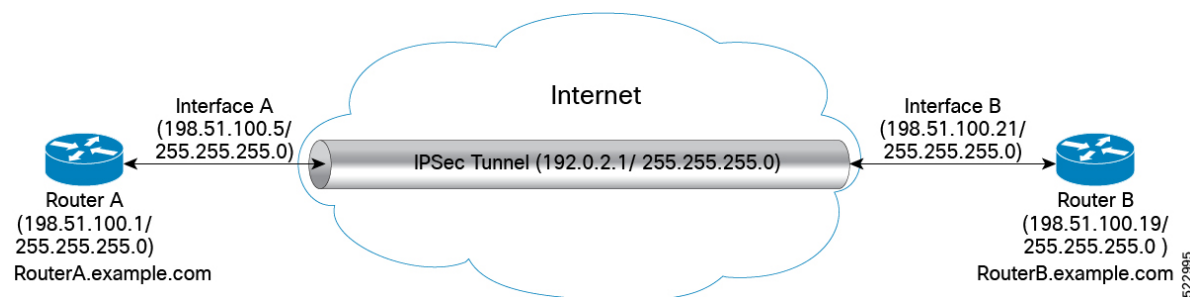 Internet
Interface A
(198.51.100.5/
255.255.255.0)
Interface B
(198.51.100.21/
255.255.255.0)
IPSec Tunnel (192.0.2.1/ 255.255.255.0)
Router A
(198.51.100.1/
255.255.255.0)
RouterA.example.com
Router B
(198.51.100.19/
255.255.255.0 )
RouterB.example.com
522995